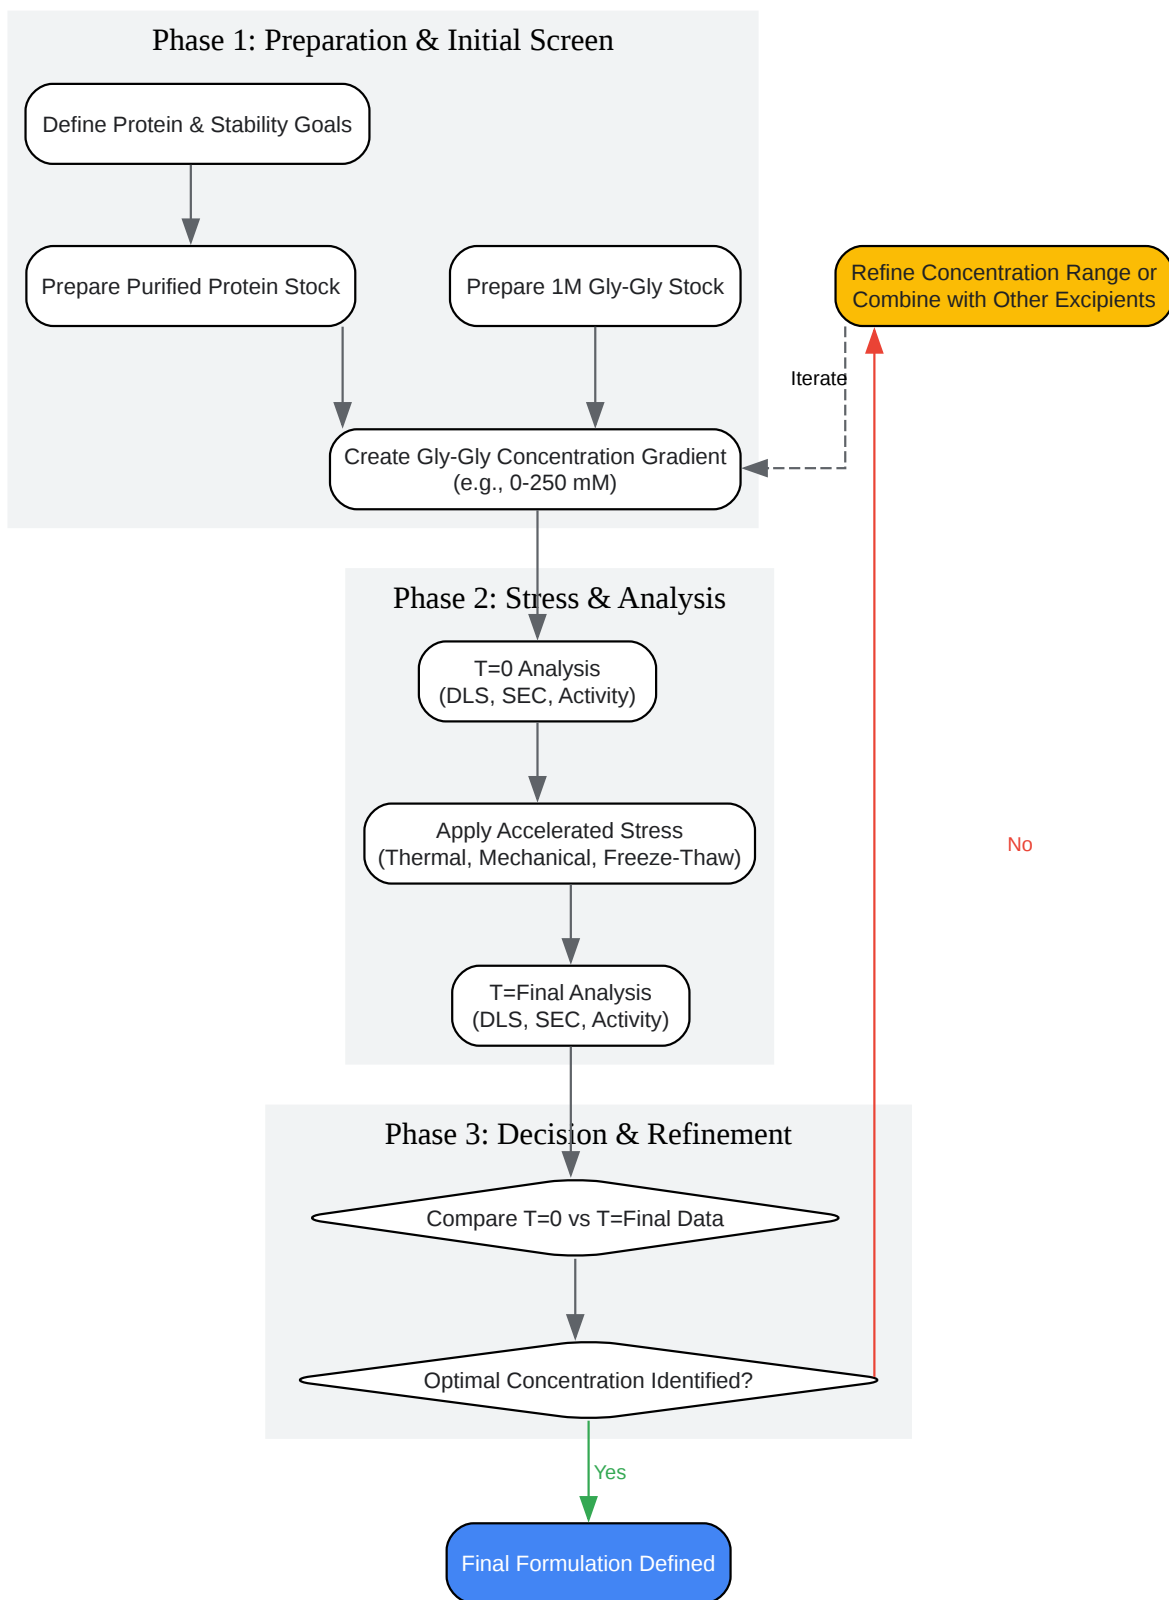 Phase 1: Preparation & Initial Screen
Define Protein & Stability Goals
Prepare Purified Protein Stock
Prepare 1M Gly-Gly Stock
Refine Concentration Range or
Combine with Other Excipients
Iterate
Create Gly-Gly Concentration Gradient
(e.g., 0-250 mM)
Phase 2: Stress & Analysis
T=0 Analysis
(DLS, SEC, Activity)
Apply Accelerated Stress
(Thermal, Mechanical, Freeze-Thaw)
No
T=Final Analysis
(DLS, SEC, Activity)
Phase 3: Decision & Refinement
Compare T=0 vs T=Final Data
Optimal Concentration Identified?
Yes
Final Formulation Defined